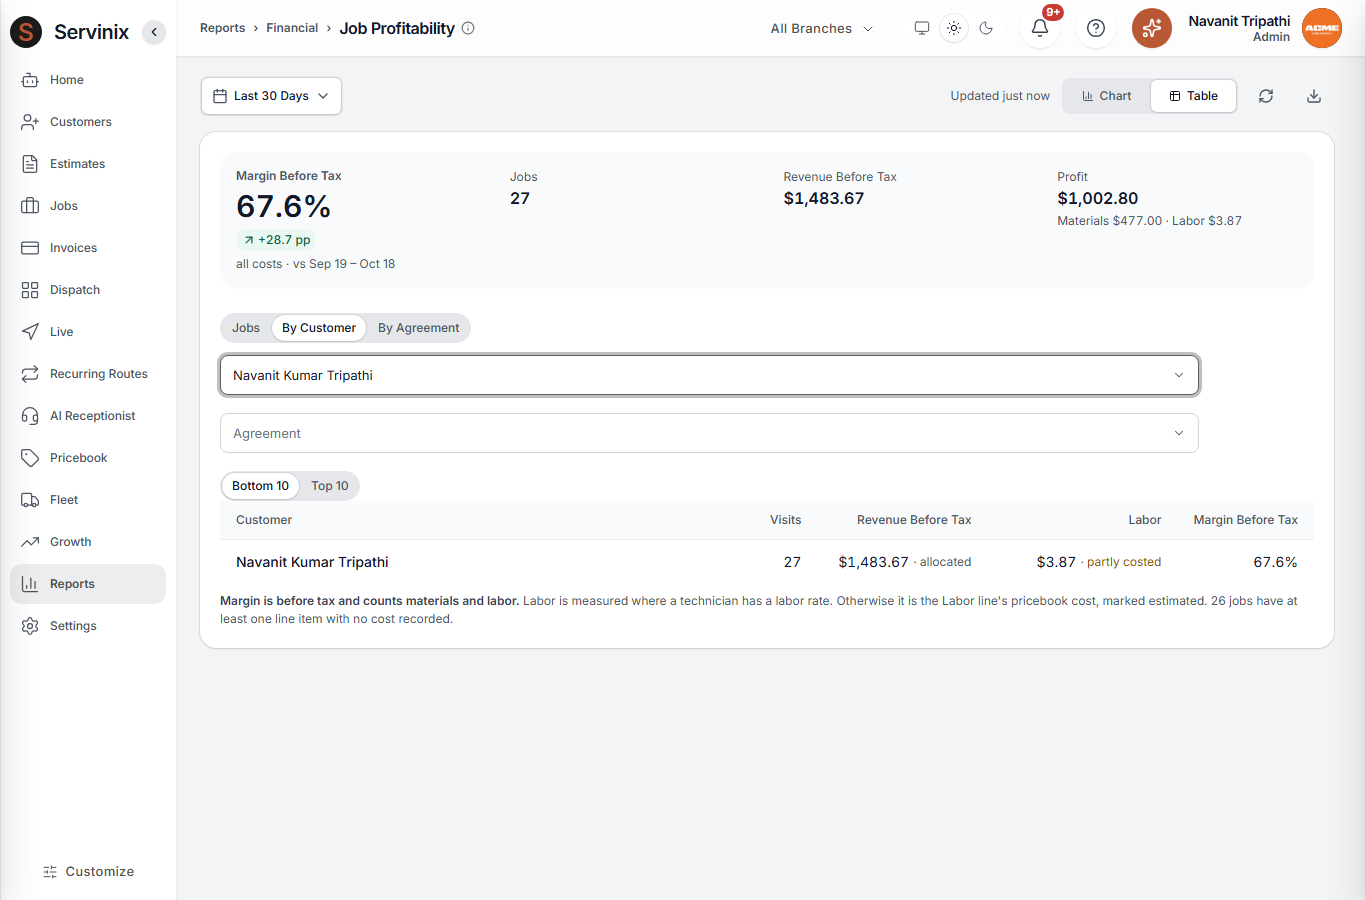 Servinix
Home
Customers
Estimates
Jobs
Invoices
Dispatch
Live
Recurring Routes
AI Receptionist
Pricebook
Fleet
Growth
Reports
Settings
Customize
Reports › Financial › Job Profitability
All Branches
9+
Navanit Tripathi
Admin
ACME
Last 30 Days
Updated just now
Chart
Table
Margin Before Tax
67.6%
+28.7 pp
all costs · vs Sep 19 – Oct 18
Jobs
27
Revenue Before Tax
$1,483.67
Profit
$1,002.80
Materials $477.00 · Labor $3.87
Jobs By Customer By Agreement
Navanit Kumar Tripathi
Agreement
Bottom 10 Top 10
Customer Visits Revenue Before Tax Labor Margin Before Tax
Navanit Kumar Tripathi 27 $1,483.67 · allocated $3.87 · partly costed 67.6%
Margin is before tax and counts materials and labor. Labor is measured where a technician has a labor rate. Otherwise it is the Labor line's pricebook cost, marked estimated. 26 jobs have at
least one line item with no cost recorded.